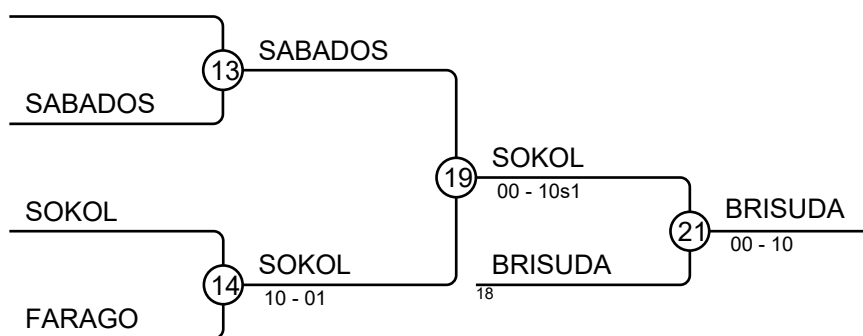 SABADOS
13
SABADOS
SOKOL
19
00 - 10s1
SOKOL
BRISUDA
21
00 - 10
SOKOL
14
10 - 01
BRISUDA
18
FARAGO